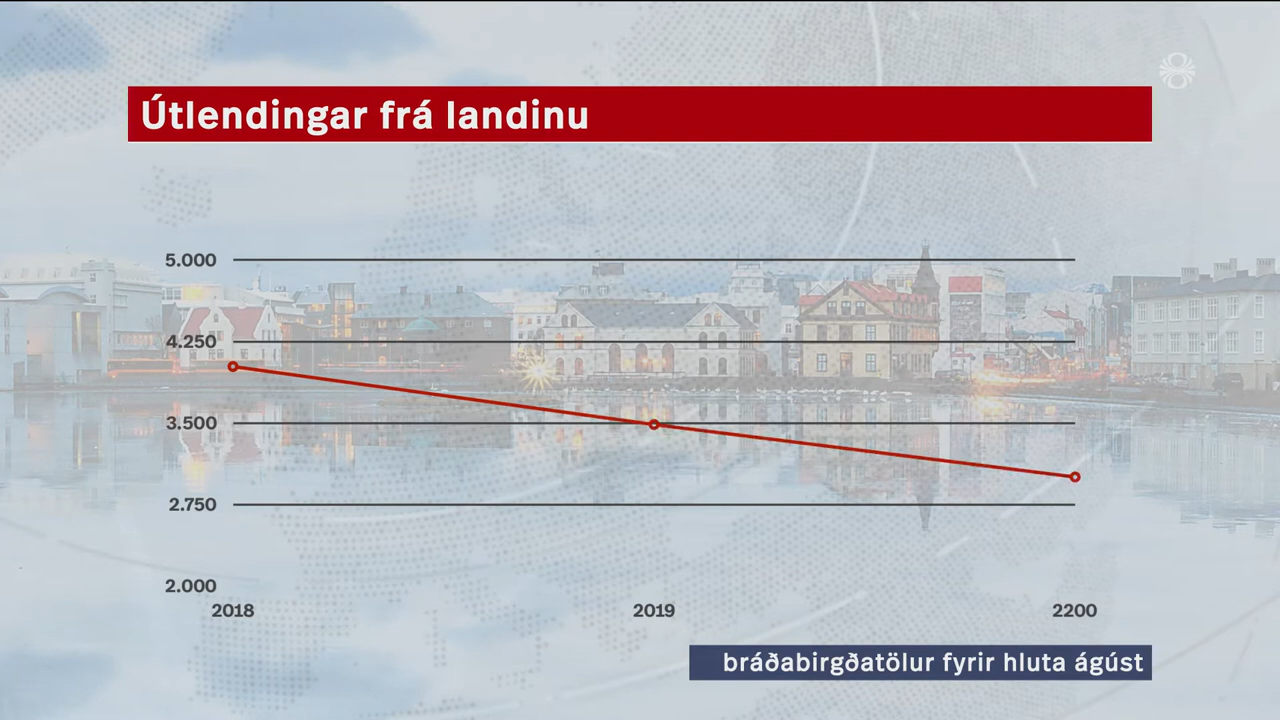 Útlendingar frá landinu
5.000
4.250
3.500
2.750
2.000
2018 2019 2200
bráðabirgðatölur fyrir hluta ágúst